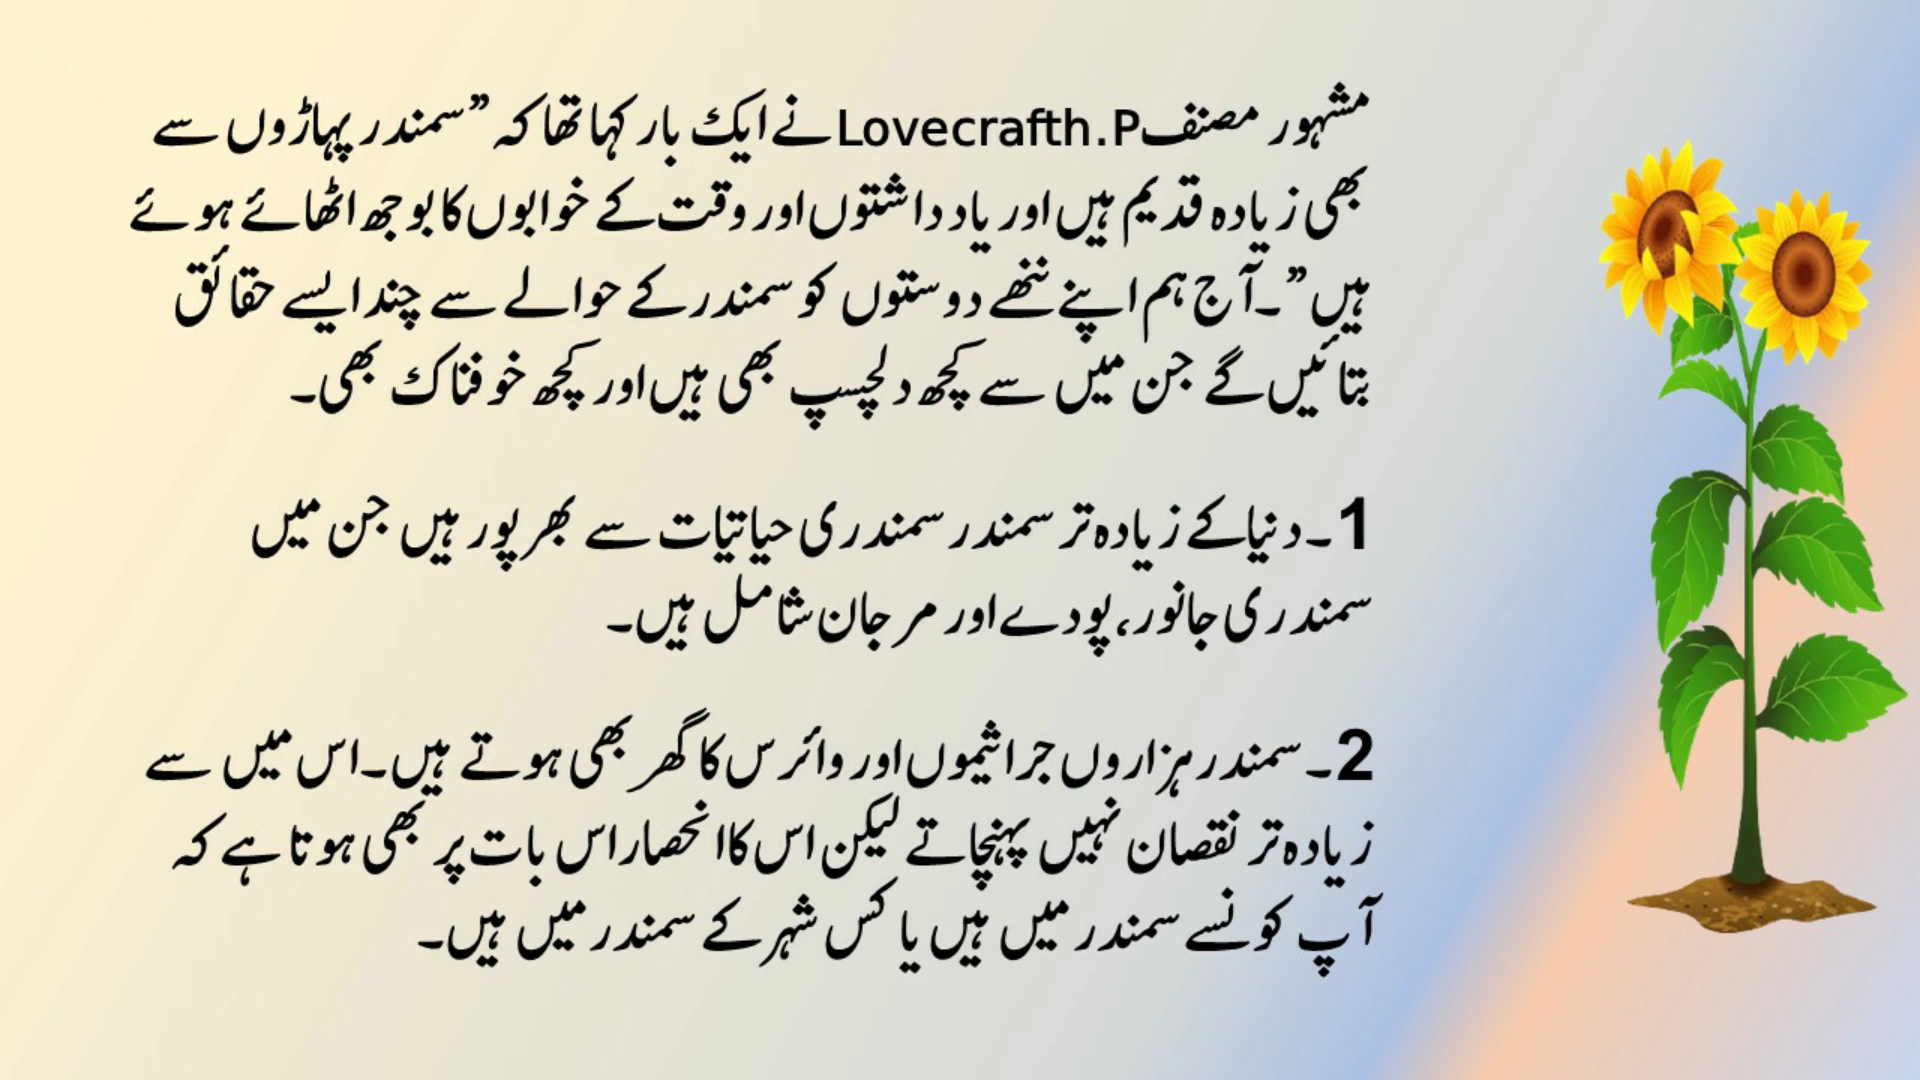 مشہور مصنف Lovecrafth.P نے ایک بار کہا تھا کہ ”سمندر پہاڑوں سے
بھی زیادہ قدیم ہیں اور یادداشتوں اور وقت کے خوابوں کا بوجھ اٹھائے ہوئے
ہیں”۔ آج ہم اپنے ننھے دوستوں کو سمندر کے حوالے سے چند ایسے حقائق
بتائیں گے جن میں سے کچھ دلچسپ بھی ہیں اور کچھ خوفناک بھی۔
1۔ دنیا کے زیادہ تر سمندر سمندری حیاتیات سے بھرپور ہیں جن میں
سمندری جانور، پودے اور مرجان شامل ہیں۔
2۔ سمندر ہزاروں جراثیموں اور وائرس کا گھر بھی ہوتے ہیں۔ اس میں سے
زیادہ تر نقصان نہیں پہنچاتے لیکن اس کا انحصار اس بات پر بھی ہوتا ہے کہ
آپ کونسے سمندر میں ہیں یا کس شہر کے سمندر میں ہیں۔